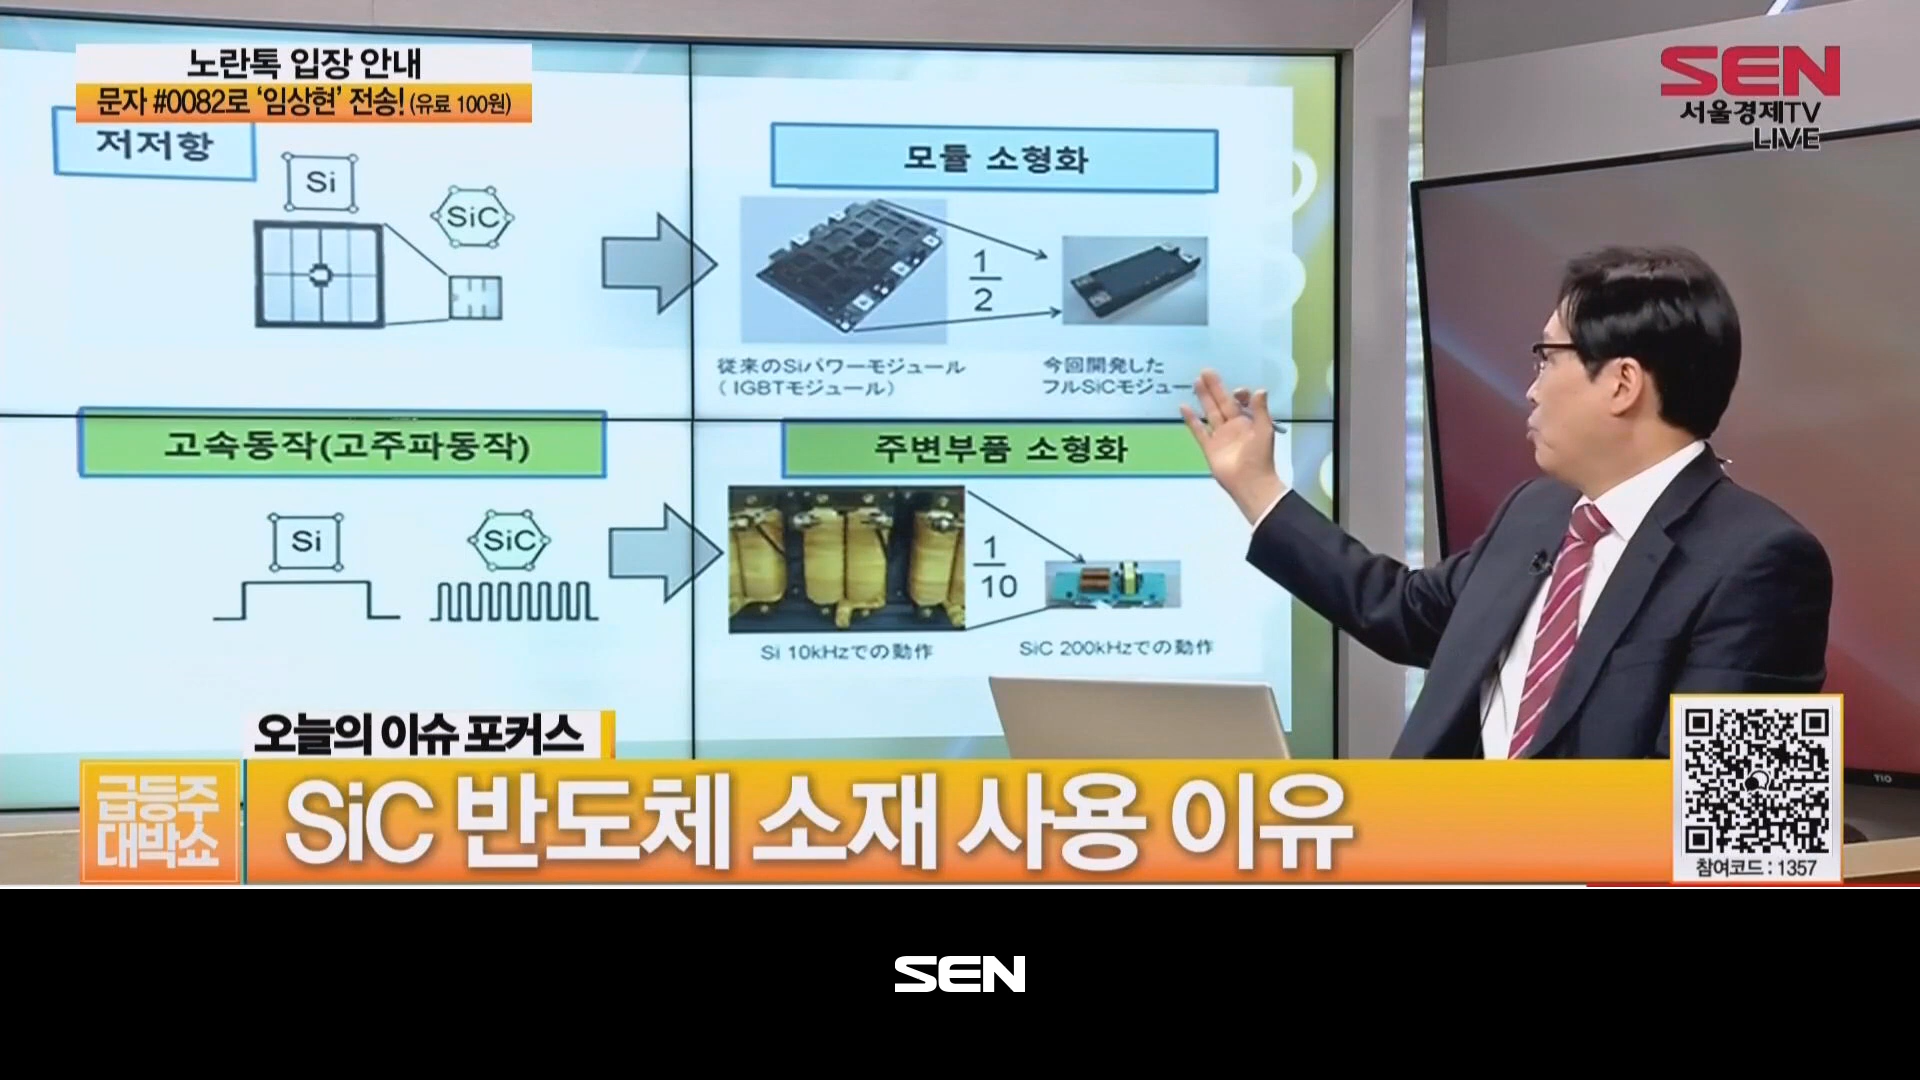 노란톡 입장 안내
문자 #0082로 '임상현' 전송! (유료 100원)
SEN
서울경제TV
LIVE
저저항
Si
SiC
모듈 소형화
1
2
従来のSiパワーモジュール
(IGBTモジュール)
今回開発した
フルSiCモジュー
고속동작(고주파동작)
Si
SiC
주변부품 소형화
1
10
Si 10kHzでの動作
SiC 200kHzでの動作
오늘의 이슈 포커스
급등주
대박쇼
SiC 반도체 소재 사용 이유
참여코드 : 1357
SEN